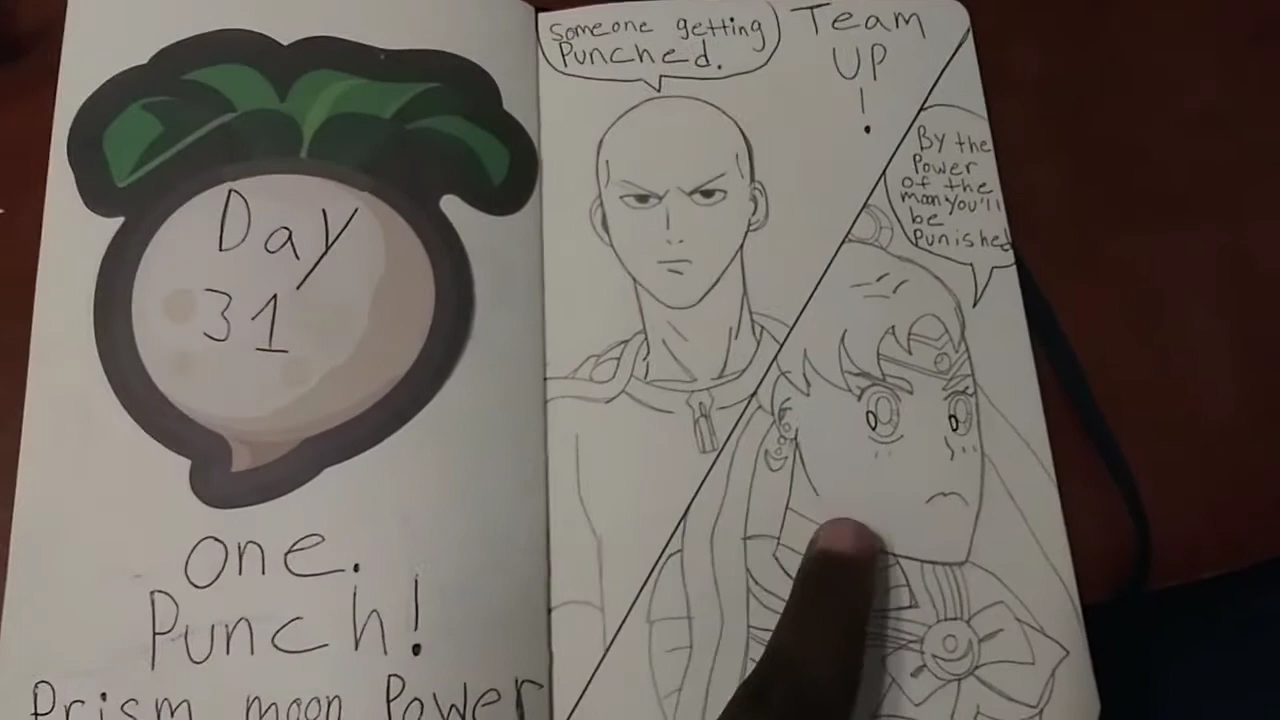 Day
31
one.
Punch!
Prism moon Power
Someone getting
Punched.
Team
UP
!
By the
Power
of the
moon you'll
be
Punished